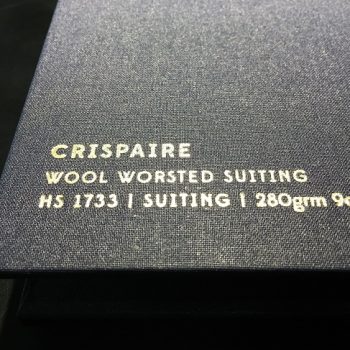 CRISPAIRE
WOOL WORSTED SUITING
HS 1733 | SUITING | 280grm